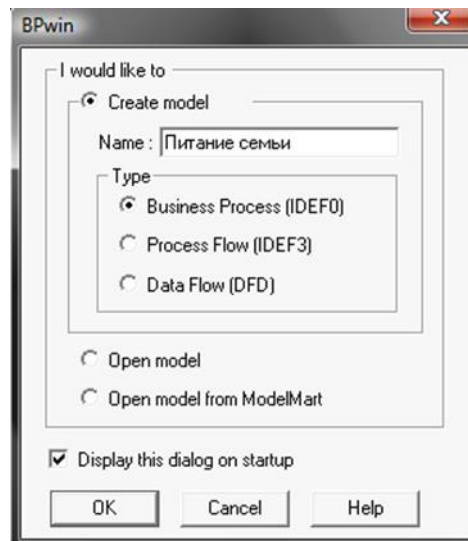 BPwin
I would like to
Create model
Name : Питание семьи
Type
Business Process (IDEF0)
Process Flow (IDEF3)
Data Flow (DFD)
Open model
Open model from ModelMart
Display this dialog on startup
OK Cancel Help